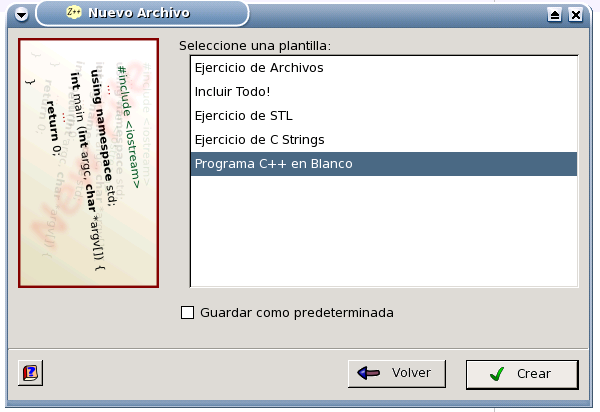 Z++ Nuevo Archivo
Seleccione una plantilla:
Ejercicio de Archivos
Incluir Todo!
Ejercicio de STL
Ejercicio de C Strings
Programa C++ en Blanco
#include <iostream>
...
using namespace std;
int main (int argc, char *argv[]) {
...
return 0;
}
Guardar como predeterminada
?
Volver
Crear